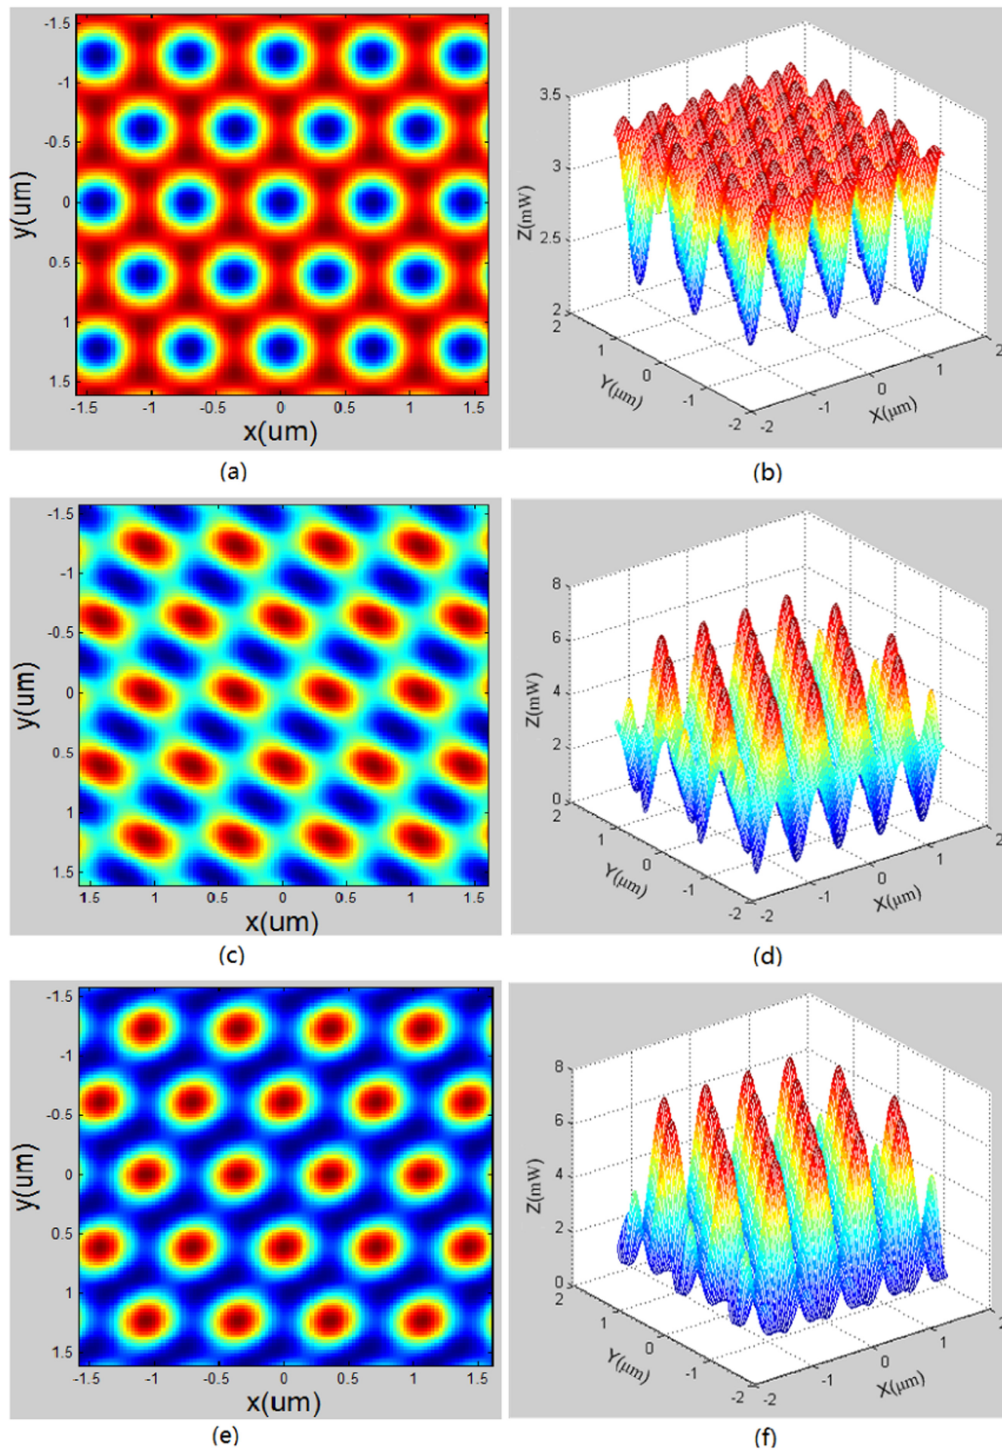 -1.5
-1
-0.5
0
0.5
1
1.5
y(um)
-1.5 -1 -0.5 0 0.5 1 1.5
x(um)
(a)
3.5
3
2.5
2
Z(mW)
2 1 0 -1 -2
Y(μm)
-2 -1 0 1 2
X(μm)
(b)
-1.5
-1
-0.5
0
0.5
1
1.5
y(um)
1.5 1 0.5 0 0.5 1 1.5
x(um)
(c)
8
6
4
2
0
Z(mW)
2 1 0 -1 -2
Y(μm)
-2 -1 0 1 2
X(μm)
(d)
-1.5
-1
-0.5
0
0.5
1
1.5
y(um)
-1.5 -1 -0.5 0 0.5 1 1.5
x(um)
(e)
8
6
4
2
0
Z(mW)
2 1 0 -1 -2
Y(μm)
-2 -1 0 1 2
X(μm)
(f)